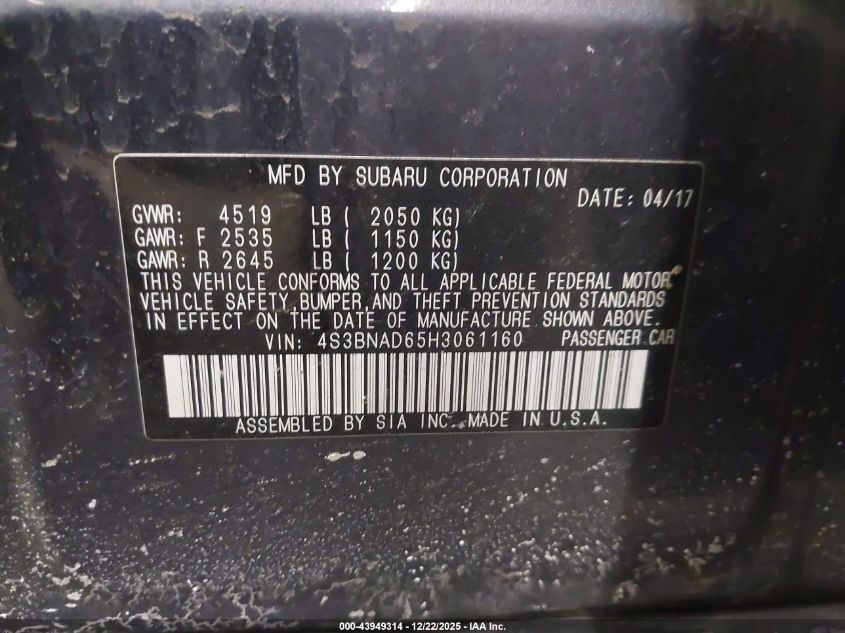 MFD BY SUBARU CORPORATION
DATE: 04/17
GVWR: 4519 LB ( 2050 KG)
GAWR: F 2535 LB ( 1150 KG)
GAWR: R 2645 LB ( 1200 KG)
THIS VEHICLE CONFORMS TO ALL APPLICABLE FEDERAL MOTOR
VEHICLE SAFETY,BUMPER,AND THEFT PREVENTION STANDARDS
IN EFFECT ON THE DATE OF MANUFACTURE SHOWN ABOVE.
VIN: 4S3BNAD65H3061160 PASSENGER CAR
ASSEMBLED BY SIA INC. MADE IN U.S.A.
000-43949314 - 12/22/2025 - IAA Inc.